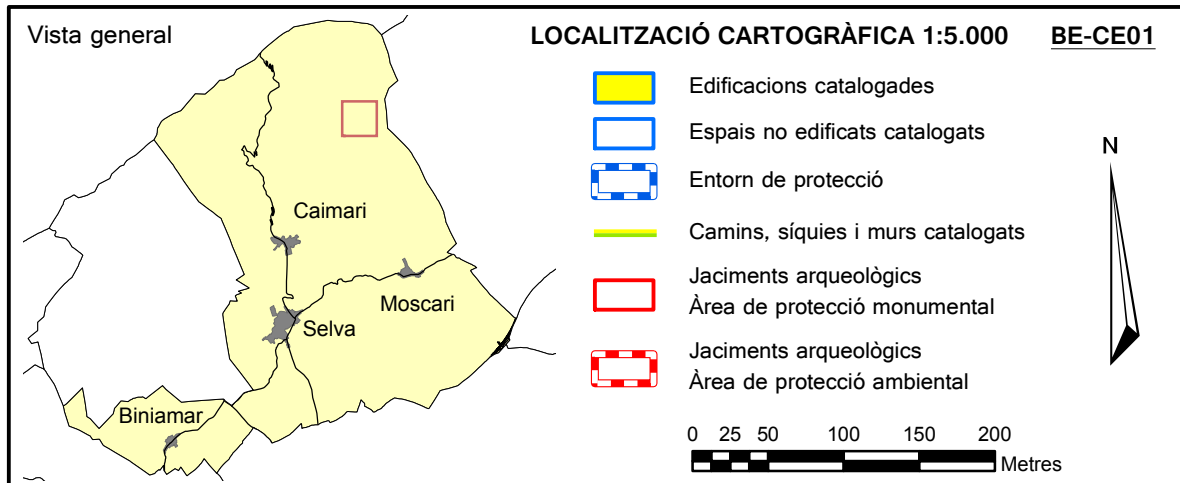 Vista general
Caimari
Moscari
Selva
Biniamar
LOCALITZACIÓ CARTOGRÀFICA 1:5.000 BE-CE01
Edificacions catalogades
Espais no edificats catalogats
Entorn de protecció
Camins, síquies i murs catalogats
Jaciments arqueològics
Àrea de protecció monumental
Jaciments arqueològics
Àrea de protecció ambiental
N
0 25 50 100 150 200
Metres